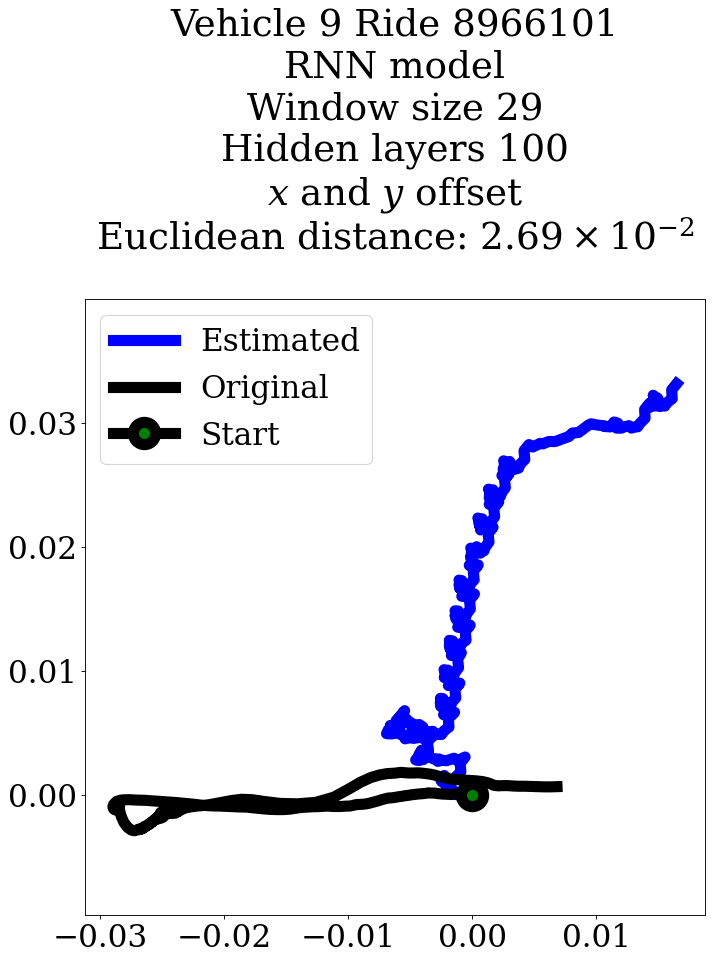 Vehicle 9 Ride 8966101
RNN model
Window size 29
Hidden layers 100
x and y offset
Euclidean distance: 2.69 × 10⁻²
Estimated
Original
Start
0.03
0.02
0.01
0.00
−0.03 −0.02 −0.01 0.00 0.01